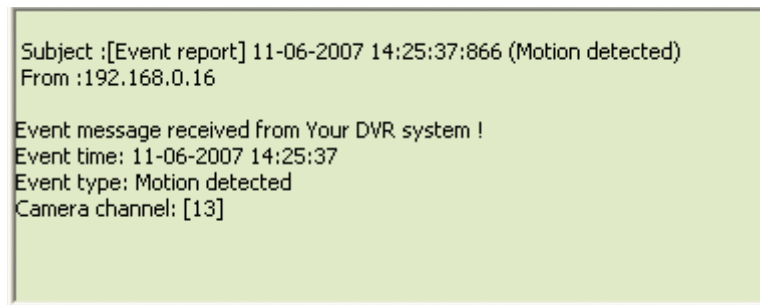 Subject :[Event report] 11-06-2007 14:25:37:866 (Motion detected)
From :192.168.0.16
Event message received from Your DVR system !
Event time: 11-06-2007 14:25:37
Event type: Motion detected
Camera channel: [13]